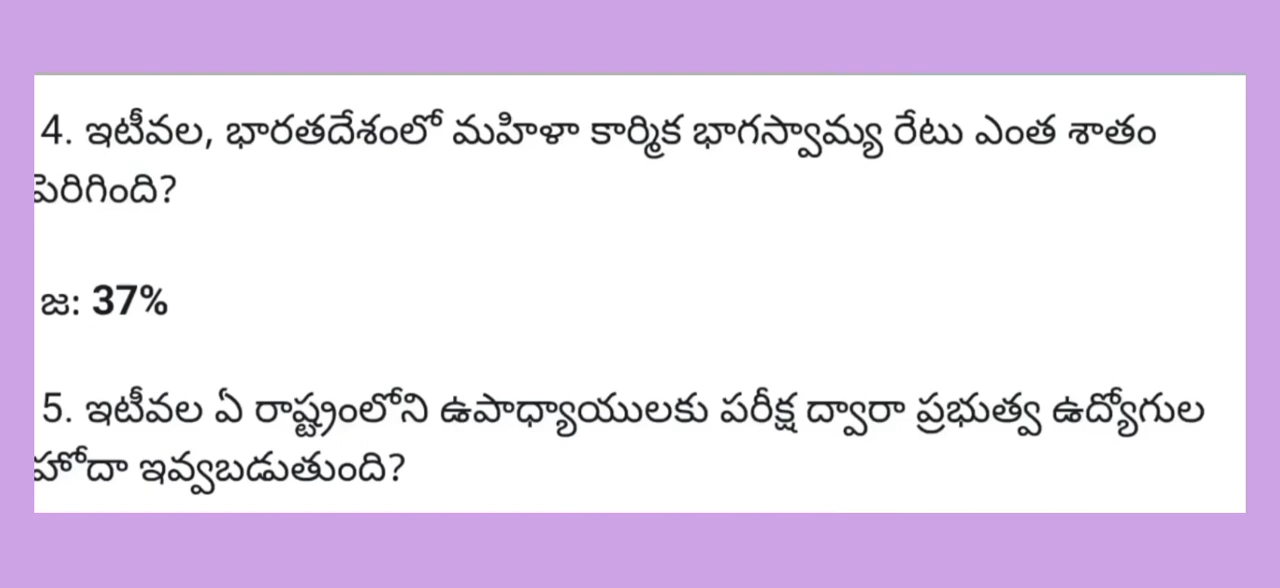 4. ఇటీవల, భారతదేశంలో మహిళా కార్మిక భాగస్వామ్య రేటు ఎంత శాతం
పెరిగింది?
జ: 37%
5. ఇటీవల ఏ రాష్ట్రంలోని ఉపాధ్యాయులకు పరీక్ష ద్వారా ప్రభుత్వ ఉద్యోగుల
హోదా ఇవ్వబడుతుంది?